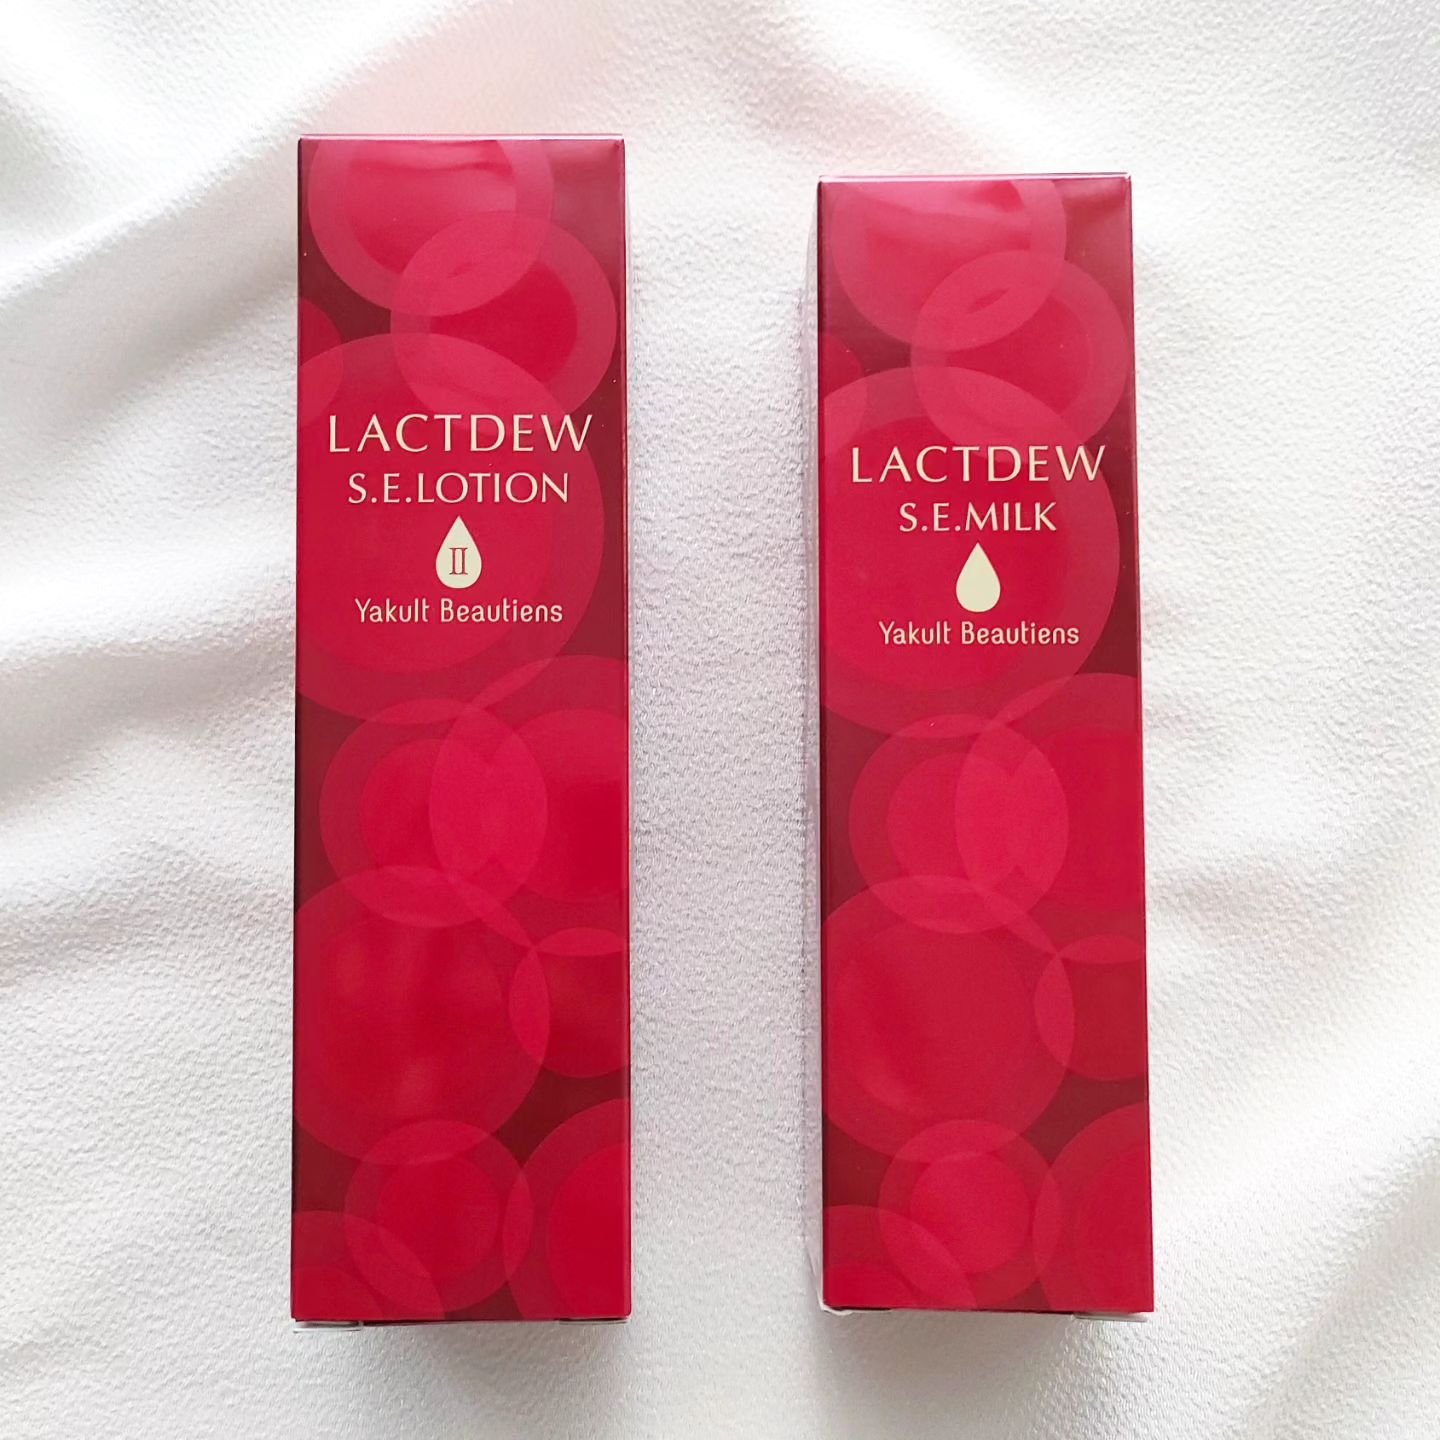 LACTDEW
S.E.LOTION
II
Yakult Beautiens
LACTDEW
S.E.MILK
Yakult Beautiens